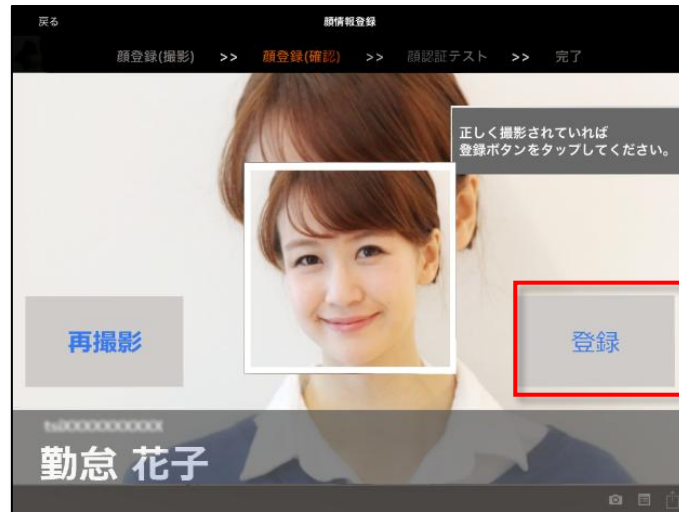 戻る
顔情報登録
顔登録(撮影) >> 顔登録(確認) >> 顔認証テスト >> 完了
正しく撮影されていれば
登録ボタンをタップしてください。
再撮影
登録
勤怠 花子